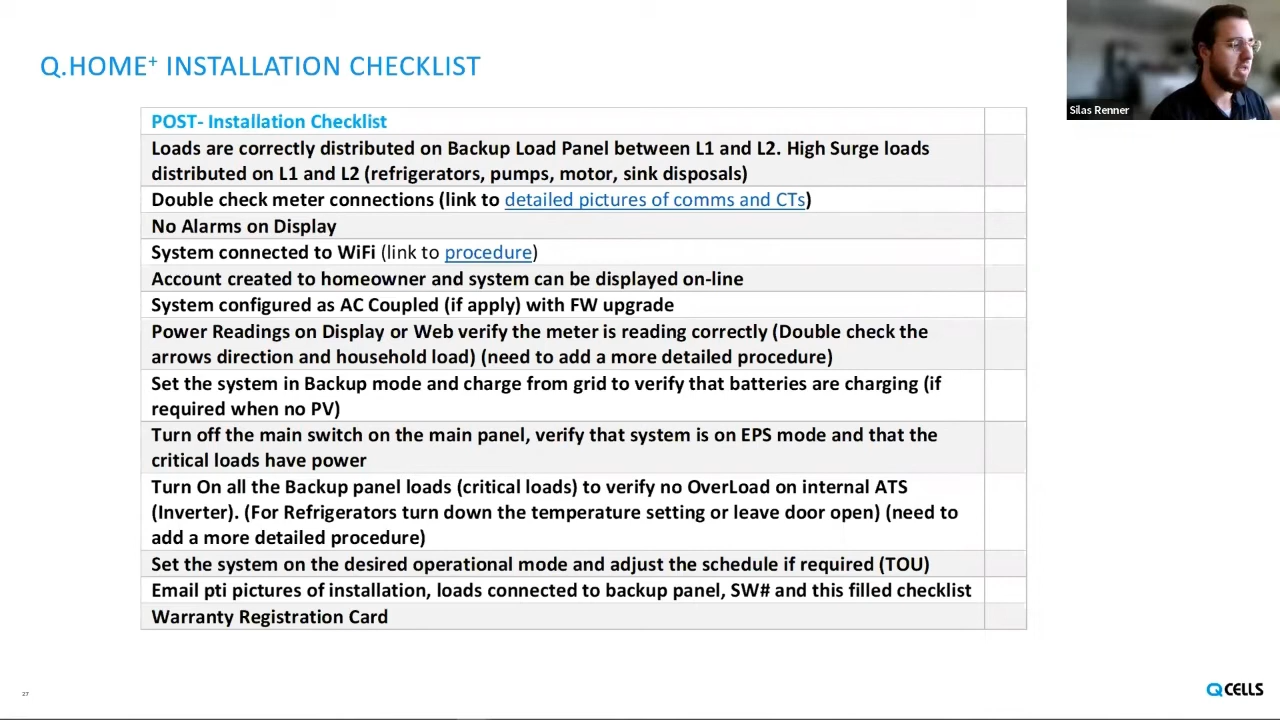 Q.HOME⁺ INSTALLATION CHECKLIST
Silas Renner
POST- Installation Checklist
Loads are correctly distributed on Backup Load Panel between L1 and L2. High Surge loads
distributed on L1 and L2 (refrigerators, pumps, motor, sink disposals)
Double check meter connections (link to detailed pictures of comms and CTs)
No Alarms on Display
System connected to WiFi (link to procedure)
Account created to homeowner and system can be displayed on-line
System configured as AC Coupled (if apply) with FW upgrade
Power Readings on Display or Web verify the meter is reading correctly (Double check the
arrows direction and household load) (need to add a more detailed procedure)
Set the system in Backup mode and charge from grid to verify that batteries are charging (if
required when no PV)
Turn off the main switch on the main panel, verify that system is on EPS mode and that the
critical loads have power
Turn On all the Backup panel loads (critical loads) to verify no OverLoad on internal ATS
(Inverter). (For Refrigerators turn down the temperature setting or leave door open) (need to
add a more detailed procedure)
Set the system on the desired operational mode and adjust the schedule if required (TOU)
Email pti pictures of installation, loads connected to backup panel, SW# and this filled checklist
Warranty Registration Card
27
Q CELLS